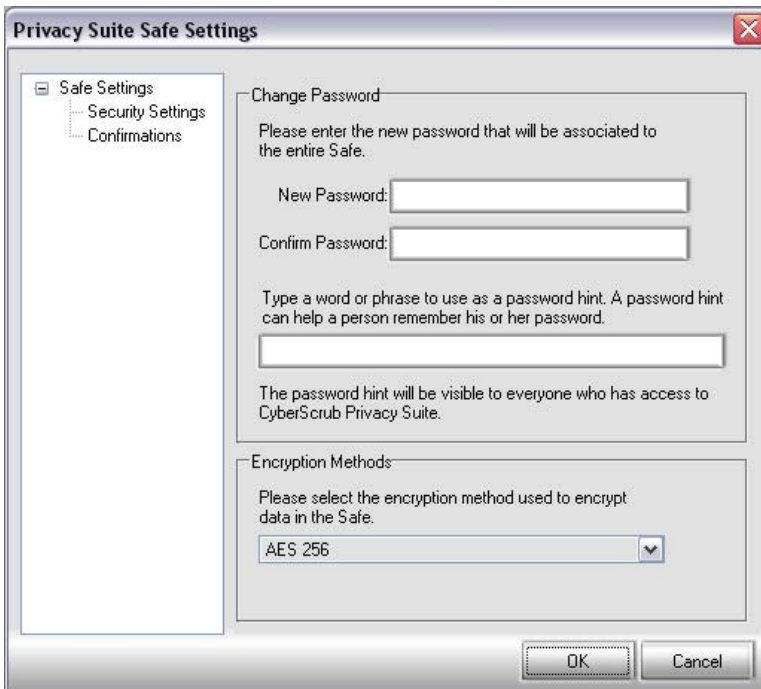 Privacy Suite Safe Settings
Safe Settings
Security Settings
Confirmations
Change Password
Please enter the new password that will be associated to
the entire Safe.
New Password:
Confirm Password:
Type a word or phrase to use as a password hint. A password hint
can help a person remember his or her password.
The password hint will be visible to everyone who has access to
CyberScrub Privacy Suite.
Encryption Methods
Please select the encryption method used to encrypt
data in the Safe.
AES 256
OK
Cancel